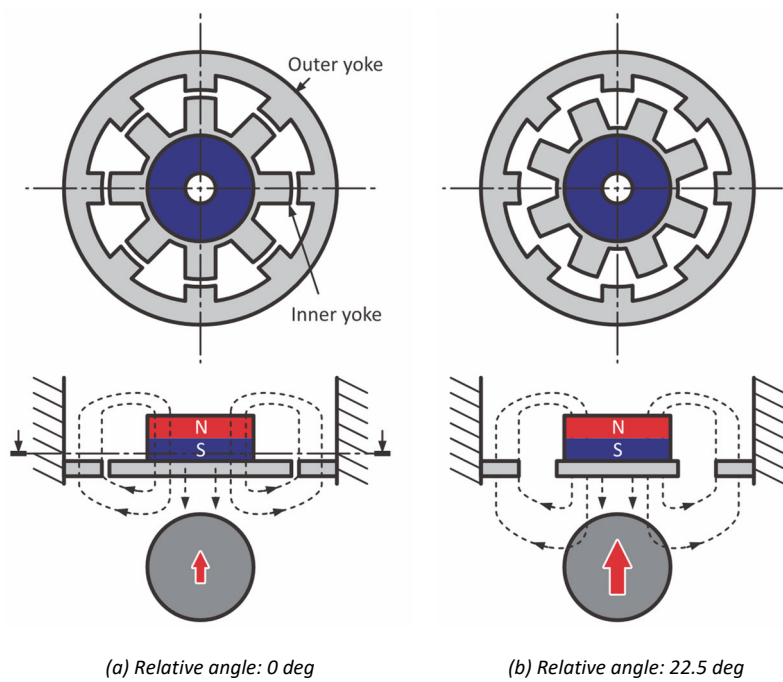 Outer yoke
Inner yoke
N
S
N
S
(a) Relative angle: 0 deg
(b) Relative angle: 22.5 deg